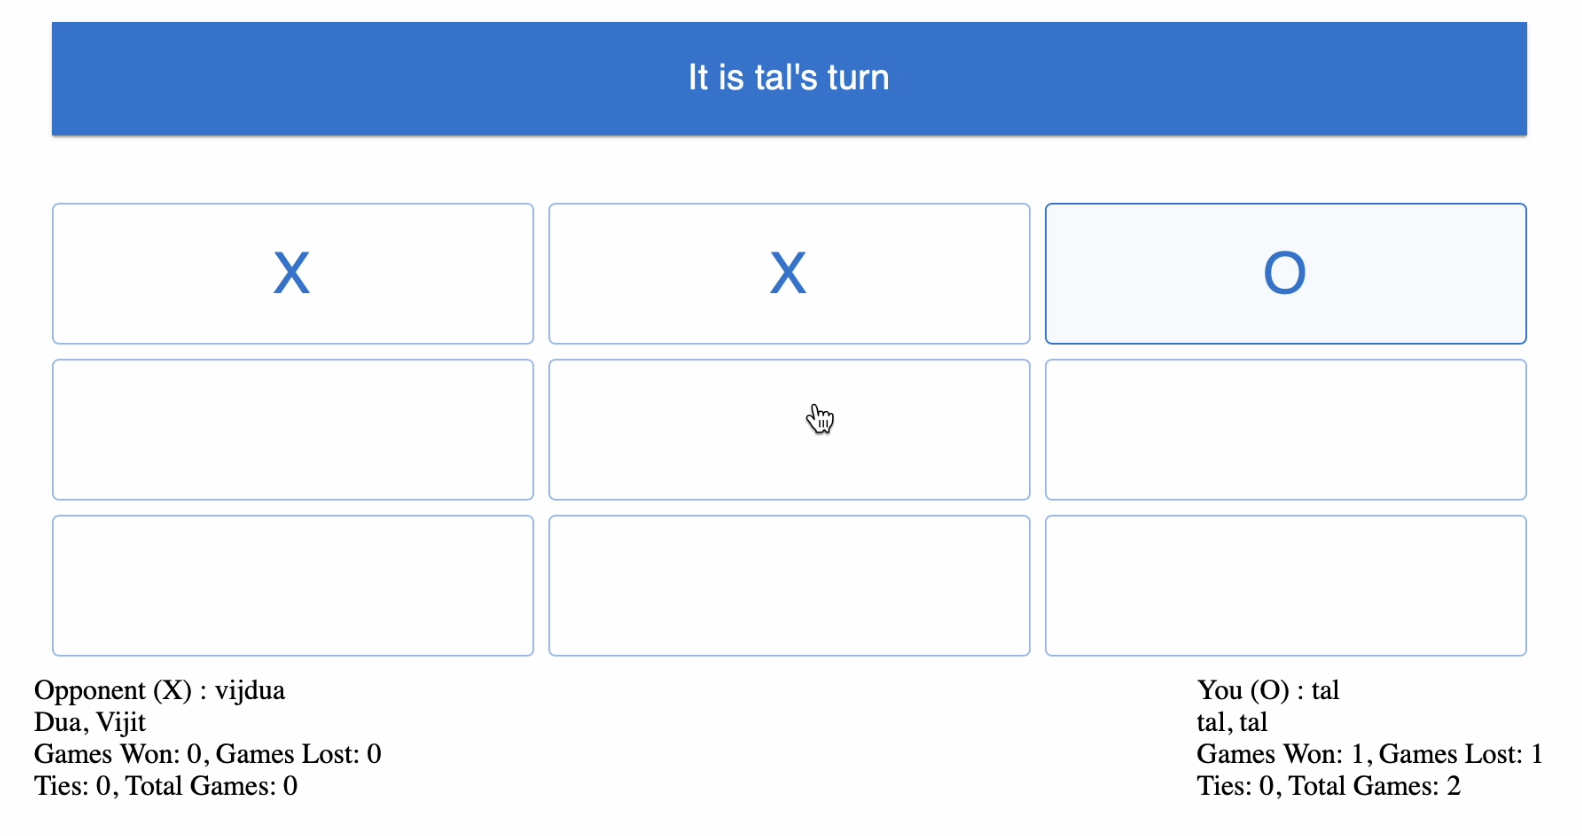 It is tal's turn
X X O
Opponent (X) : vijdua
Dua, Vijit
Games Won: 0, Games Lost: 0
Ties: 0, Total Games: 0
You (O) : tal
tal, tal
Games Won: 1, Games Lost: 1
Ties: 0, Total Games: 2